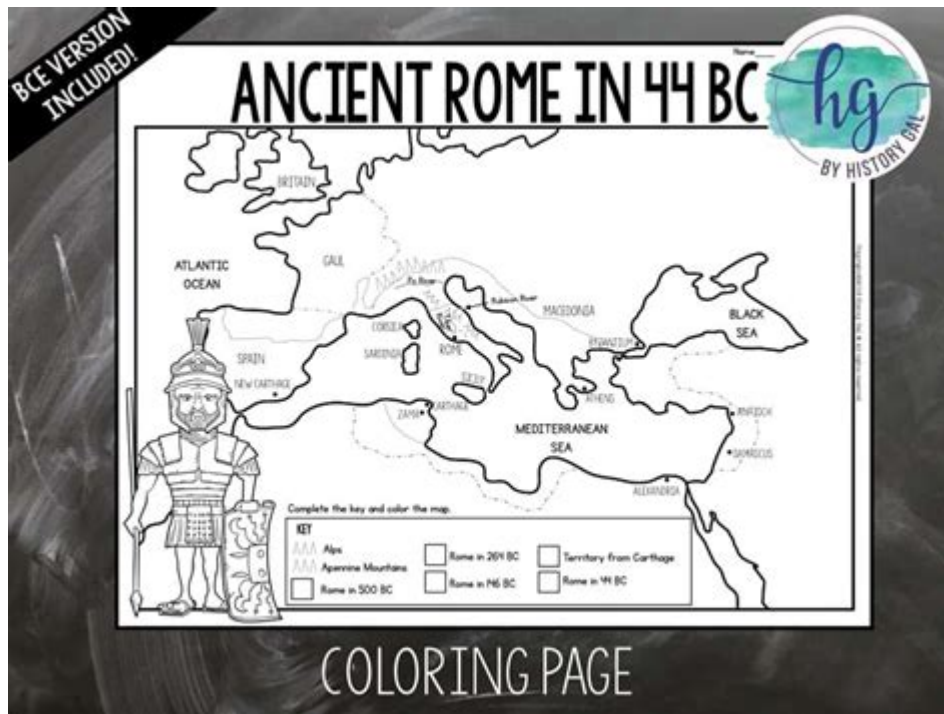 BCE VERSION
INCLUDED!
Name
ANCIENT ROME IN 44 BC
hg
BY HISTORY GAL
BRITAIN
ATLANTIC
OCEAN
GAUL
Po River
Rubicon River
MACEDONIA
BLACK
SEA
CORSICA
BYZANTIUM
SPAIN
SARDINIA
ROME
NEW CARTHAGE
SICILY
ATHENS
ZAMA
CARTHAGE
ANTIOCH
MEDITERRANEAN
SEA
DAMASCUS
ALEXANDRIA
Complete the key and color the map.
KEY
Alps
Apennine Mountains
Rome in 500 BC
Rome in 264 BC
Rome in 146 BC
Territory from Carthage
Rome in 44 BC
COLORING PAGE